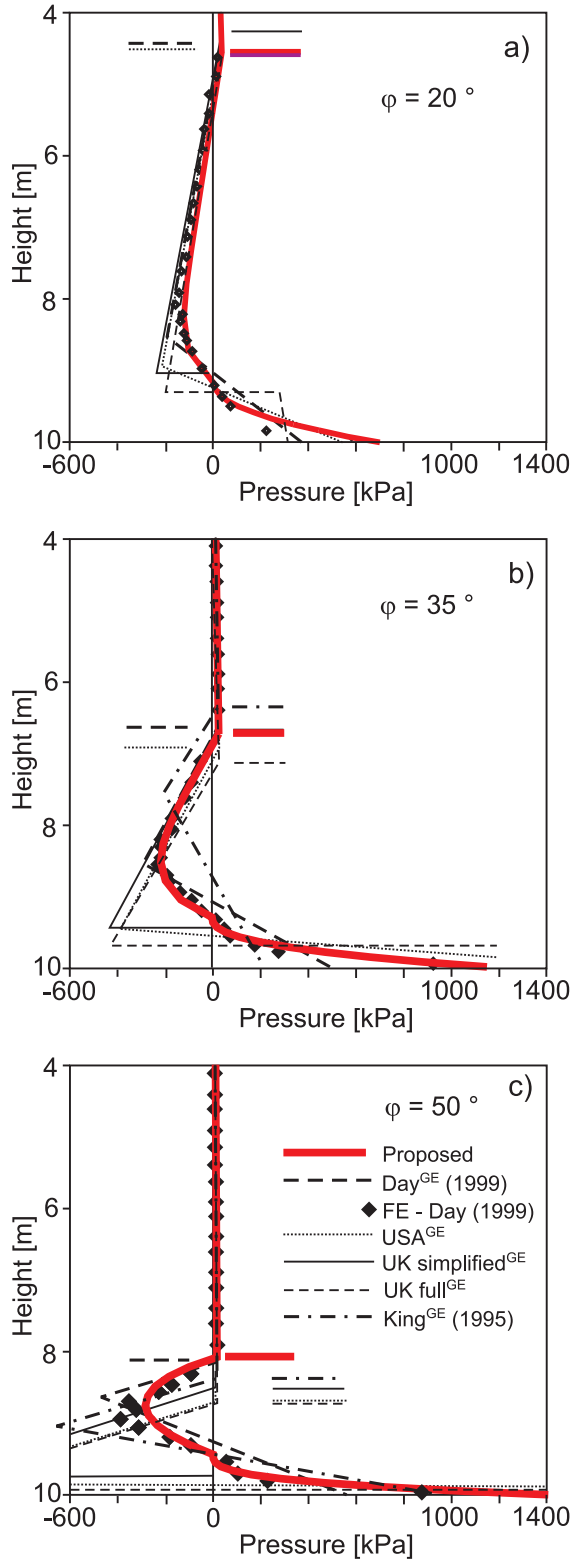 4
a)
φ = 20 °
6
Height [m]
8
10
-600
0
1000
1400
Pressure [kPa]
4
b)
φ = 35 °
6
Height [m]
8
10
-600
0
1000
1400
Pressure [kPa]
4
c)
φ = 50 °
Proposed
Day^GE (1999)
FE - Day (1999)
USA^GE
UK simplified^GE
UK full^GE
King^GE (1995)
6
Height [m]
8
10
-600
0
1000
1400
Pressure [kPa]